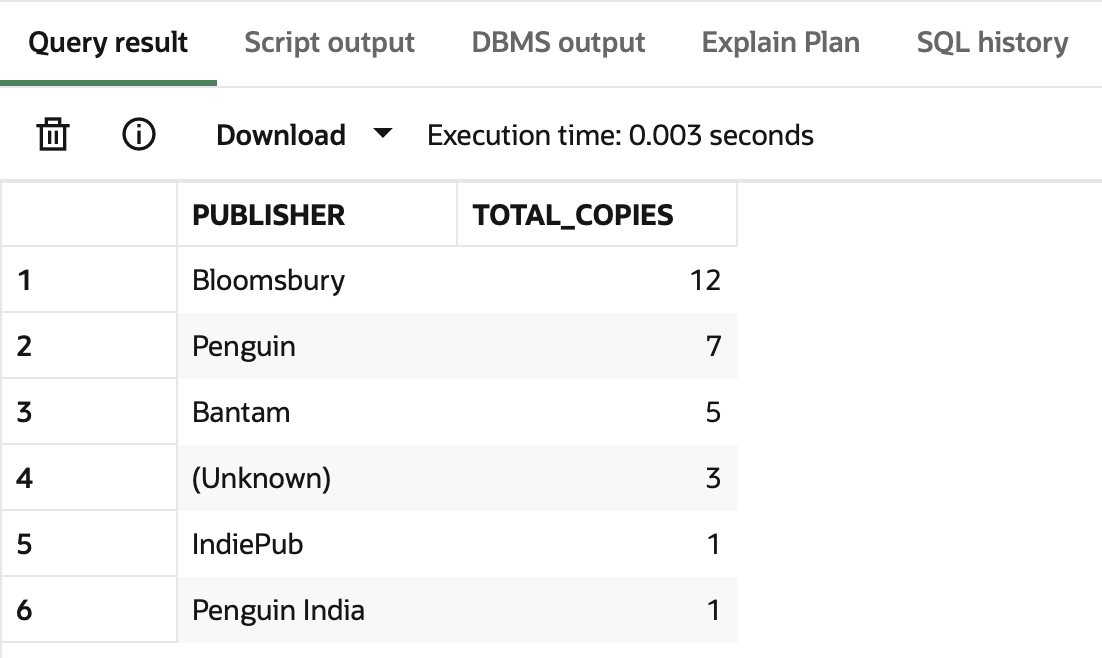 Query result Script output DBMS output Explain Plan SQL history
Download Execution time: 0.003 seconds
PUBLISHER TOTAL_COPIES
1 Bloomsbury 12
2 Penguin 7
3 Bantam 5
4 (Unknown) 3
5 IndiePub 1
6 Penguin India 1